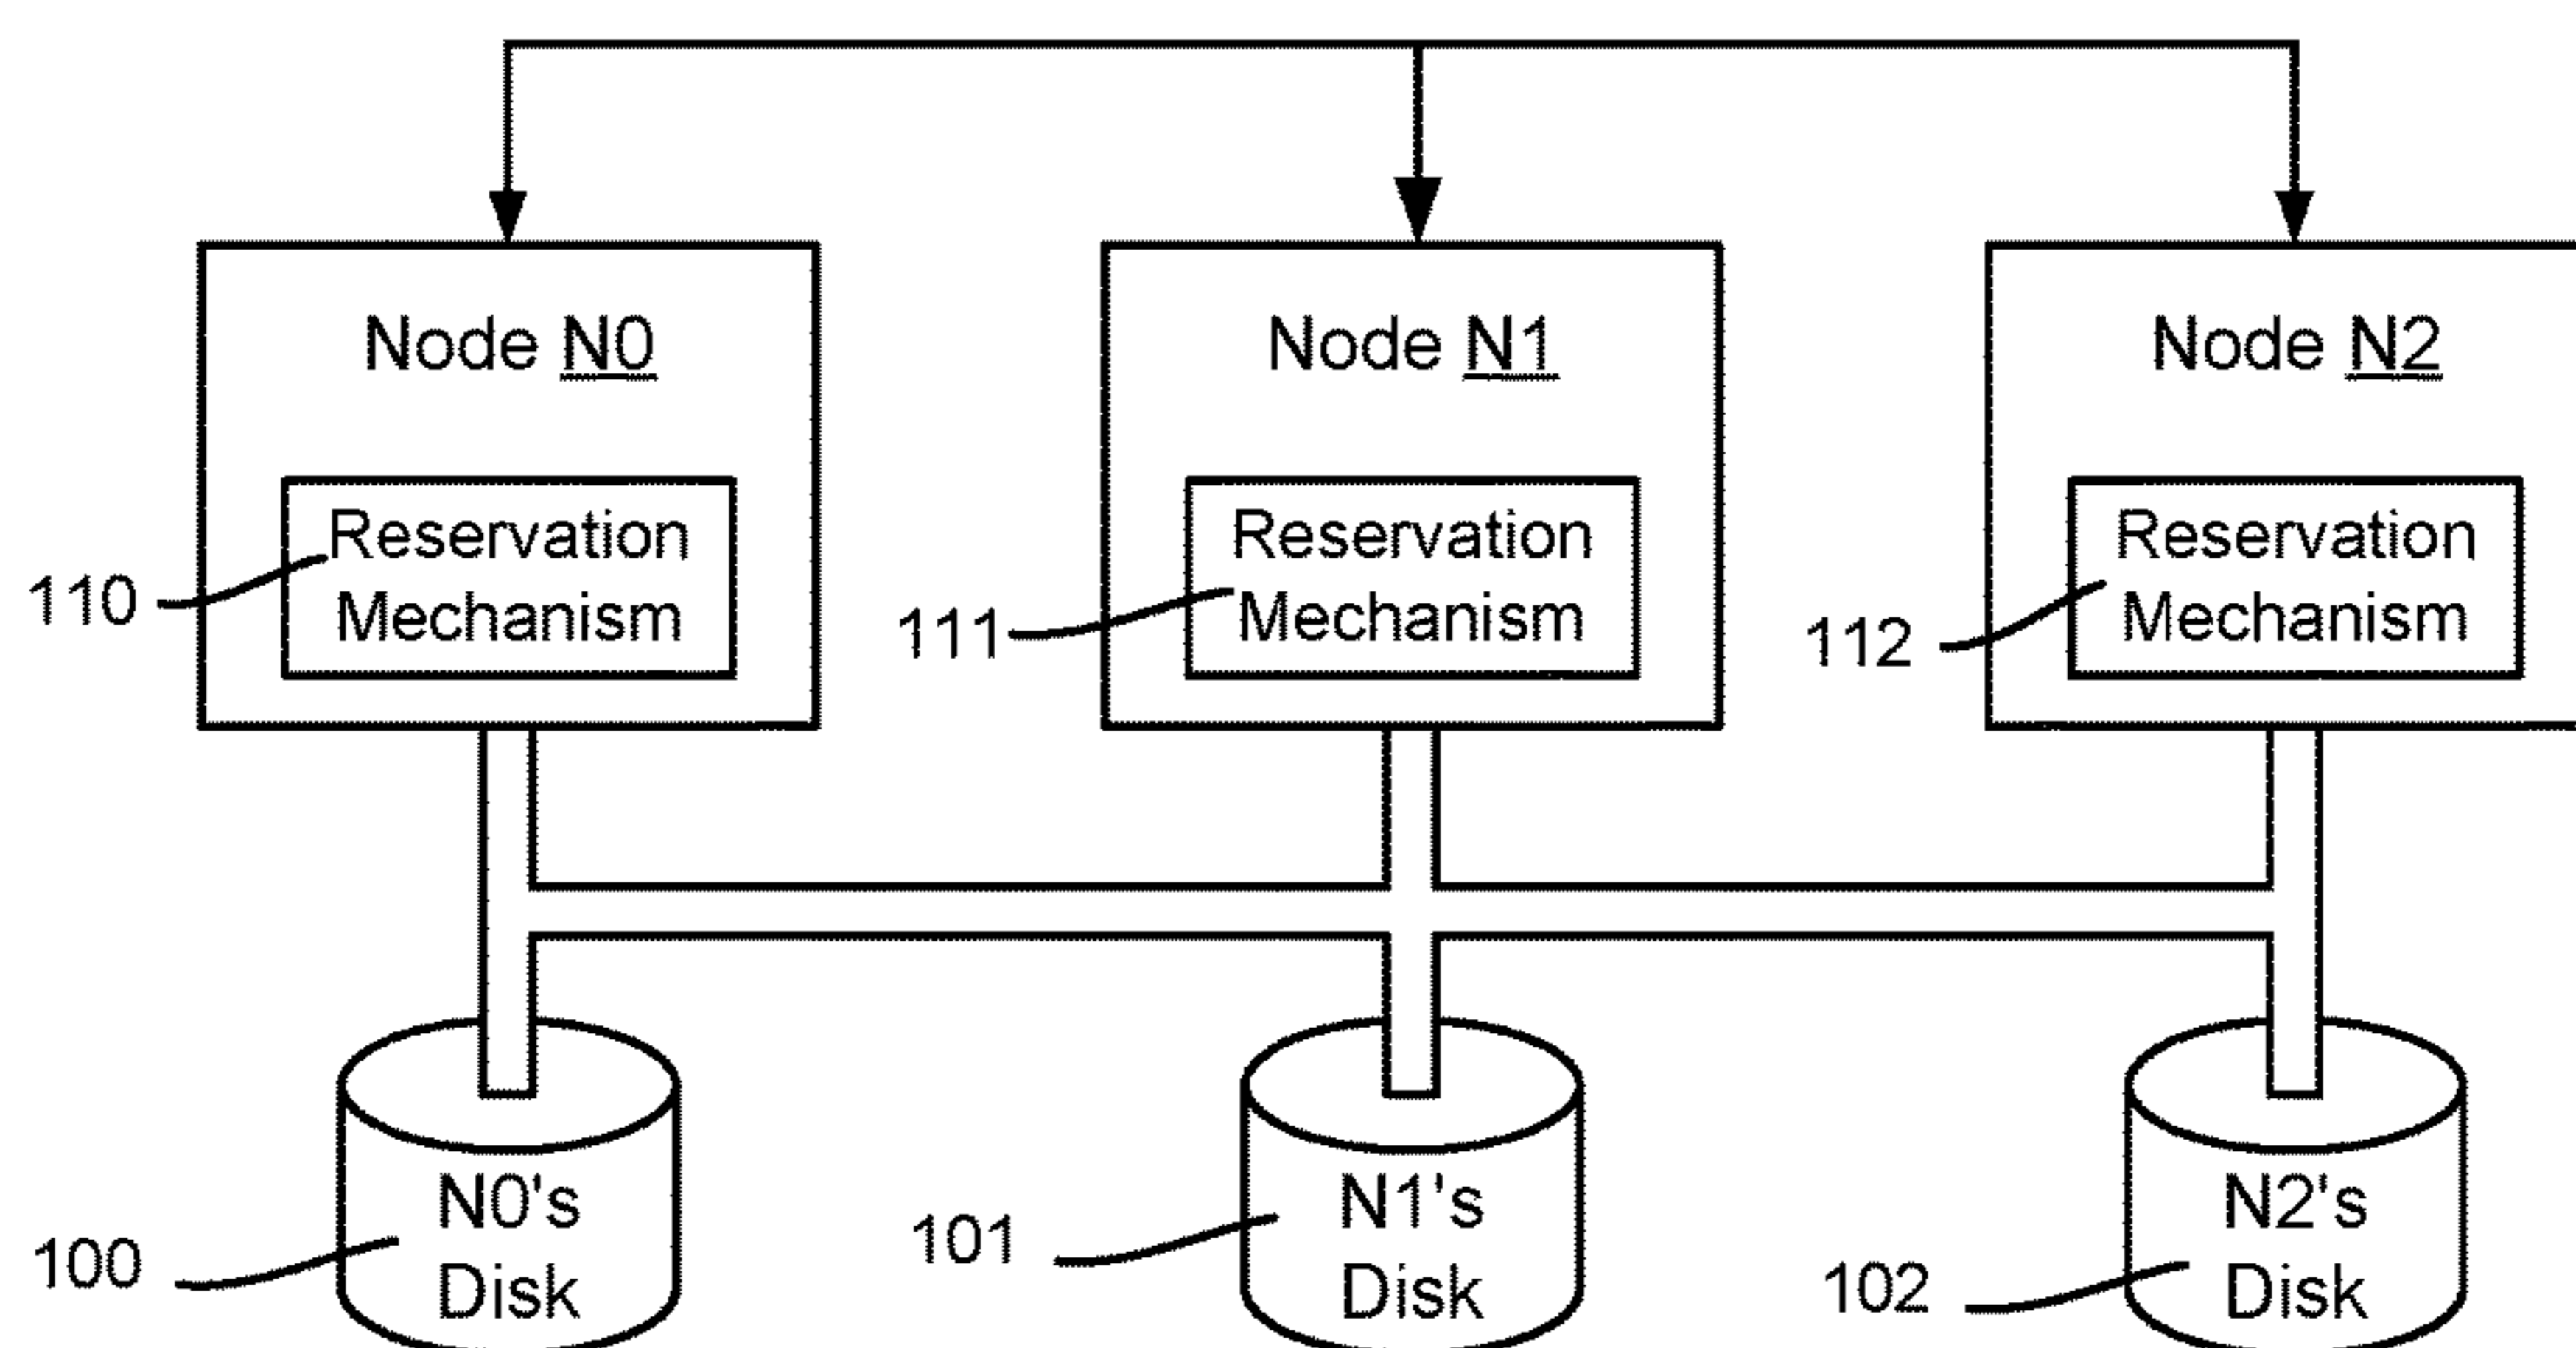 Node N0
Node N1
Node N2
Reservation
Mechanism
110
Reservation
Mechanism
111
Reservation
Mechanism
112
N0's
Disk
100
N1's
Disk
101
N2's
Disk
102